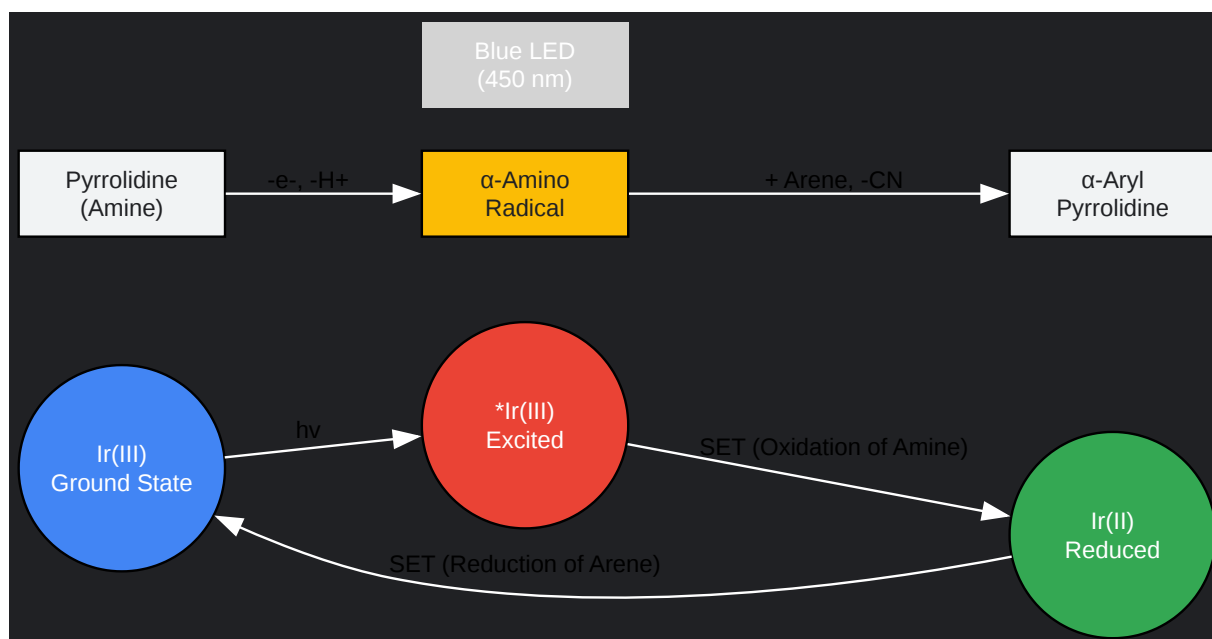 Blue LED
(450 nm)
Pyrrolidine
(Amine)
-e-, -H+
α-Amino
Radical
+ Arene, -CN
α-Aryl
Pyrrolidine
Ir(III)
Ground State
hv
*Ir(III)
Excited
SET (Oxidation of Amine)
Ir(II)
Reduced
SET (Reduction of Arene)